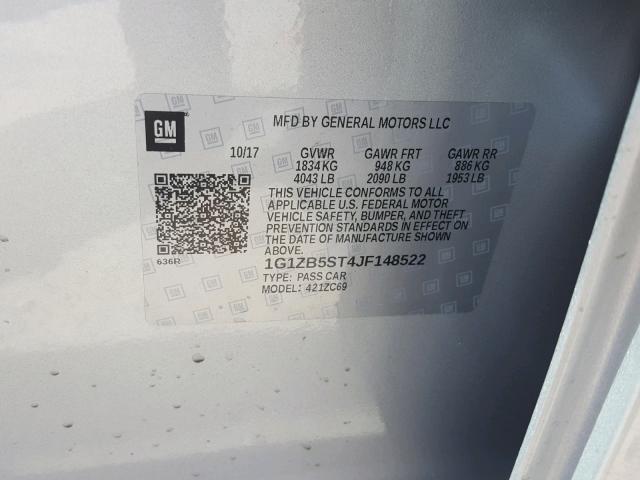 GM
MFD BY GENERAL MOTORS LLC
10/17 GVWR GAWR FRT GAWR RR
1834 KG 948 KG 886 KG
4043 LB 2090 LB 1953 LB
THIS VEHICLE CONFORMS TO ALL
APPLICABLE U.S. FEDERAL MOTOR
VEHICLE SAFETY, BUMPER, AND THEFT
PREVENTION STANDARDS IN EFFECT ON
THE DATE OF MANUFACTURE SHOWN
ABOVE.
636R
1G1ZB5ST4JF148522
TYPE: PASS CAR
MODEL: 421ZC69